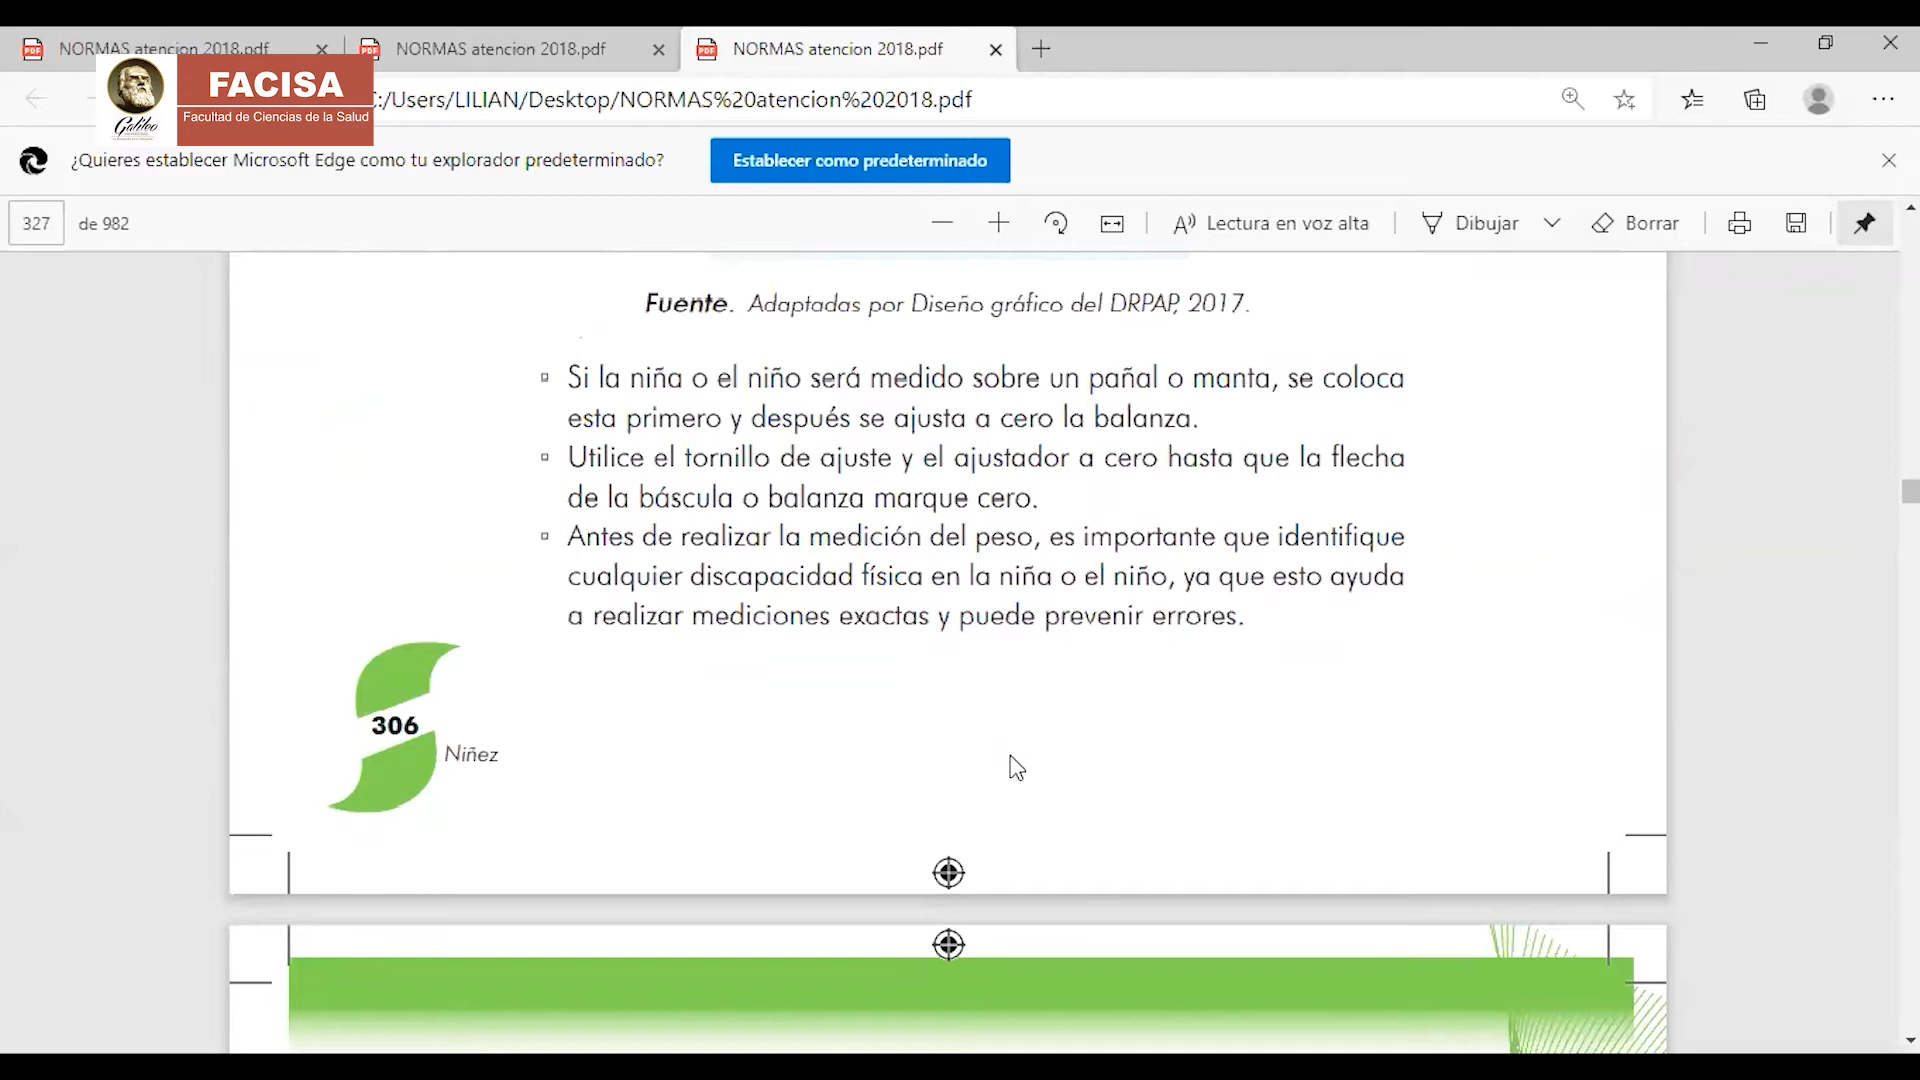 NORMAS atencion 2018.pdf
NORMAS atencion 2018.pdf
NORMAS atencion 2018.pdf
FACISA
Facultad de Ciencias de la Salud
Galileo
C:/Users/LILIAN/Desktop/NORMAS%20atencion%202018.pdf
¿Quieres establecer Microsoft Edge como tu explorador predeterminado?
Establecer como predeterminado
327 de 982
Lectura en voz alta
Dibujar
Borrar
Fuente. Adaptadas por Diseño gráfico del DRPAP, 2017.
▫ Si la niña o el niño será medido sobre un pañal o manta, se coloca
esta primero y después se ajusta a cero la balanza.
▫ Utilice el tornillo de ajuste y el ajustador a cero hasta que la flecha
de la báscula o balanza marque cero.
▫ Antes de realizar la medición del peso, es importante que identifique
cualquier discapacidad física en la niña o el niño, ya que esto ayuda
a realizar mediciones exactas y puede prevenir errores.
306
Niñez